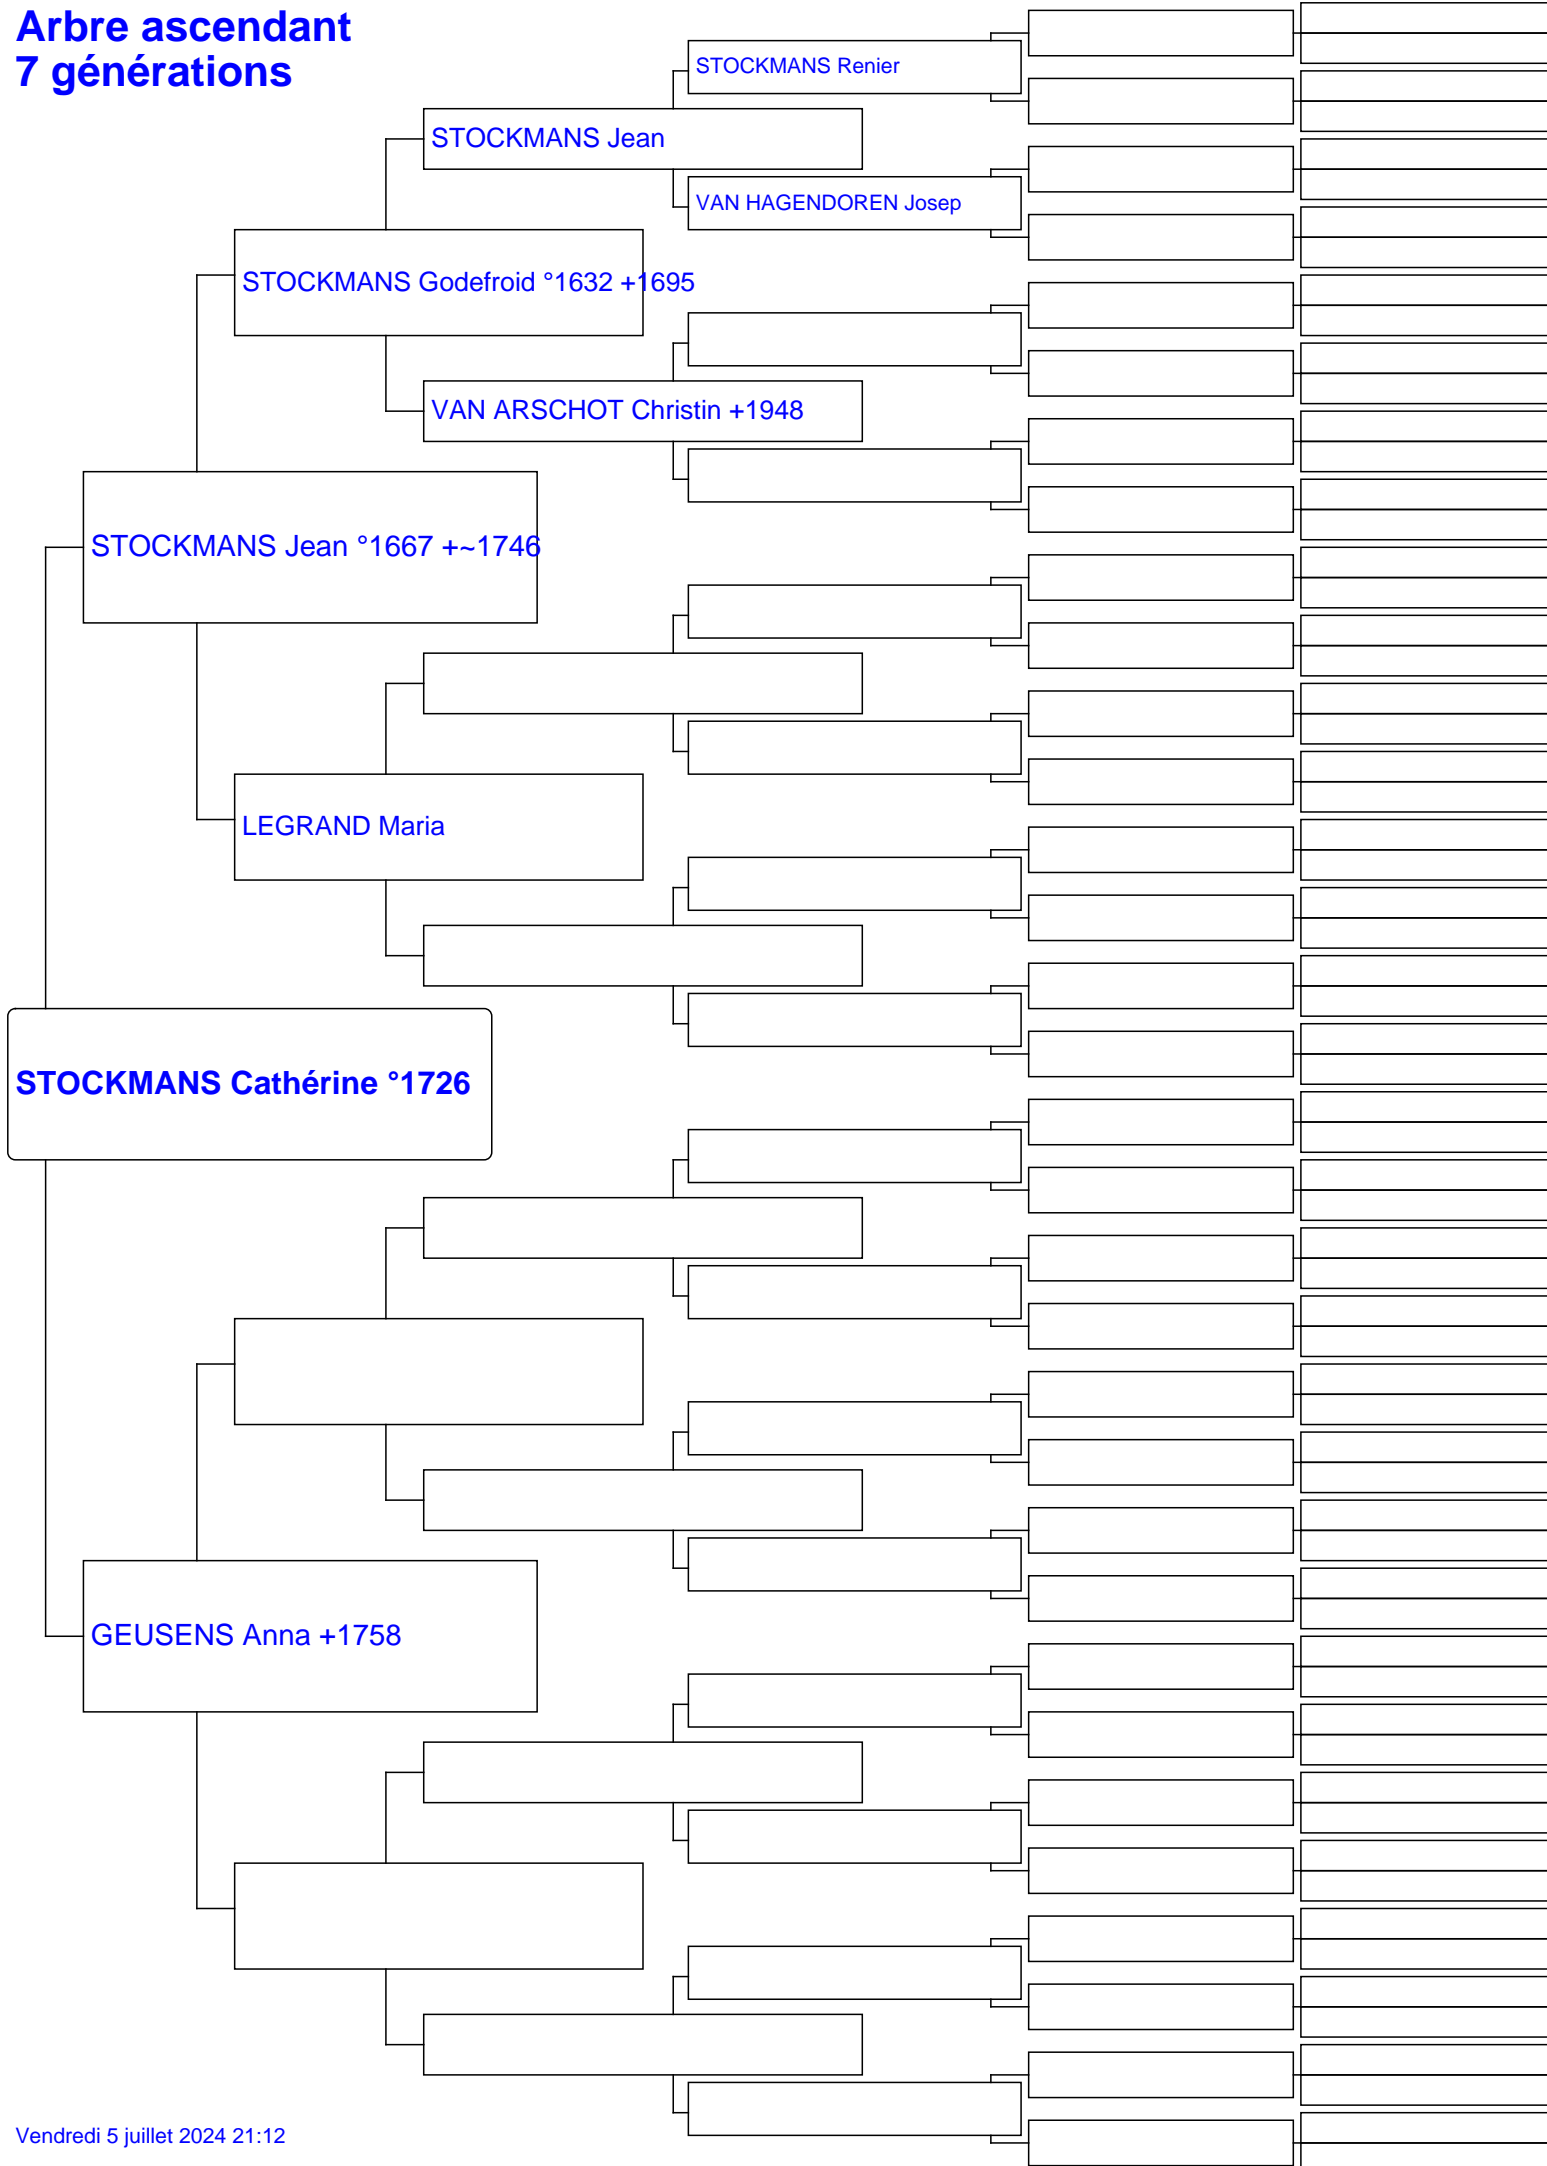 Arbre ascendant
7 générations
STOCKMANS Renier
STOCKMANS Jean
VAN HAGENDOREN Josep
STOCKMANS Godefroid °1632 +1695
VAN ARSCHOT Christin +1948
STOCKMANS Jean °1667 +~1746
LEGRAND Maria
STOCKMANS Cathérine °1726
GEUSENS Anna +1758
Vendredi 5 juillet 2024 21:12